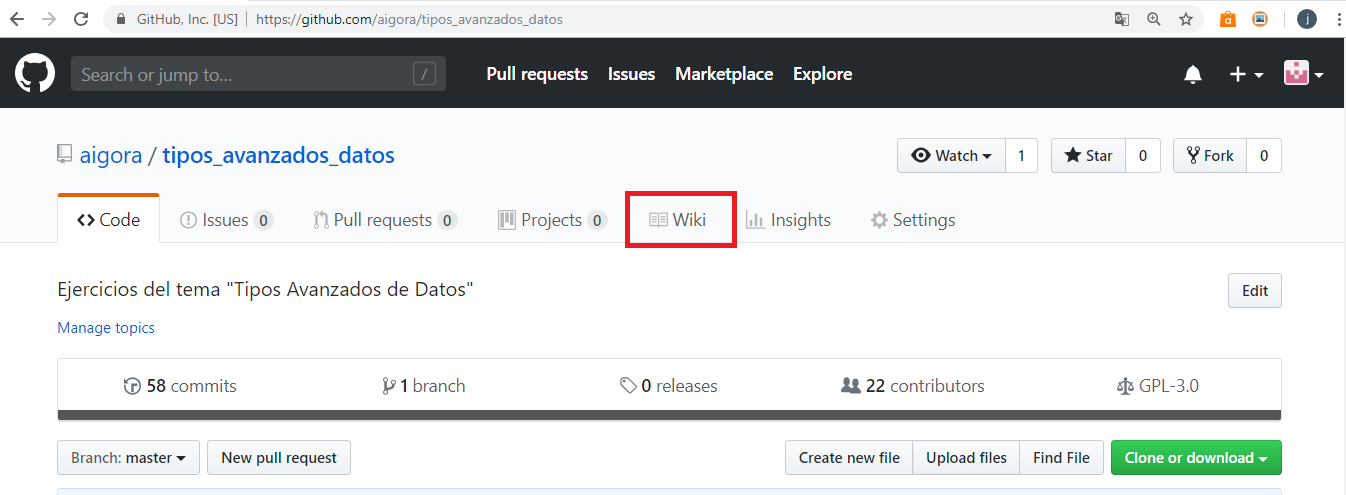 GitHub, Inc. [US] | https://github.com/aigora/tipos_avanzados_datos
j
Search or jump to... / Pull requests Issues Marketplace Explore
aigora / tipos_avanzados_datos Watch 1 Star 0 Fork 0
Code Issues 0 Pull requests 0 Projects 0 Wiki Insights Settings
Ejercicios del tema "Tipos Avanzados de Datos" Edit
Manage topics
58 commits 1 branch 0 releases 22 contributors GPL-3.0
Branch: master New pull request Create new file Upload files Find File Clone or download